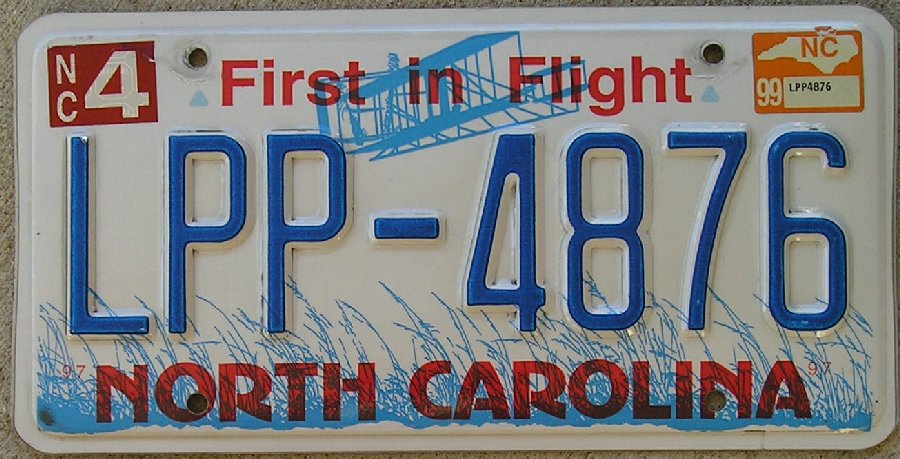 NC 4
First in Flight
NC
99 LPP4876
LPP-4876
97 97
NORTH CAROLINA